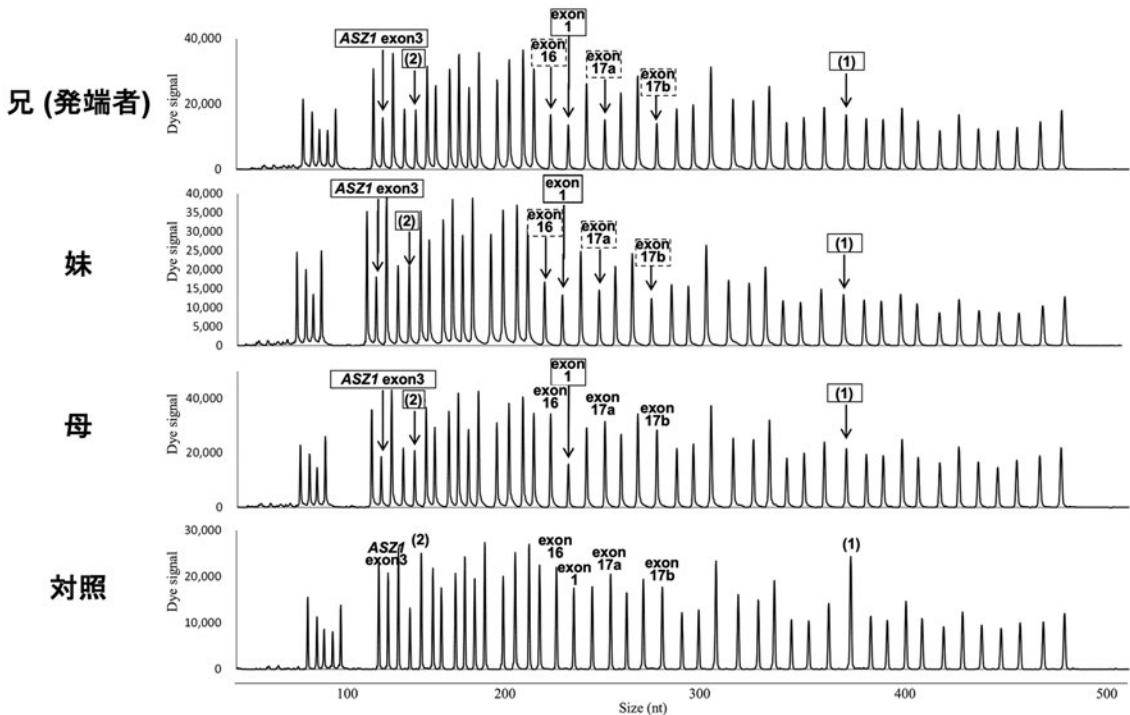 兄 (発端者)
Dye signal
40,000
20,000
0
ASZ1 exon3
(2)
exon
16
exon
1
exon
17a
exon
17b
(1)
妹
Dye signal
40,000
35,000
30,000
25,000
20,000
15,000
10,000
5,000
0
ASZ1 exon3
(2)
exon
16
exon
1
exon
17a
exon
17b
(1)
母
Dye signal
40,000
20,000
0
ASZ1 exon3
(2)
exon
16
exon
1
exon
17a
exon
17b
(1)
対照
Dye signal
30,000
20,000
10,000
0
ASZ1
exon3
(2)
exon
16
exon
1
exon
17a
exon
17b
(1)
100
200
300
400
500
Size (nt)